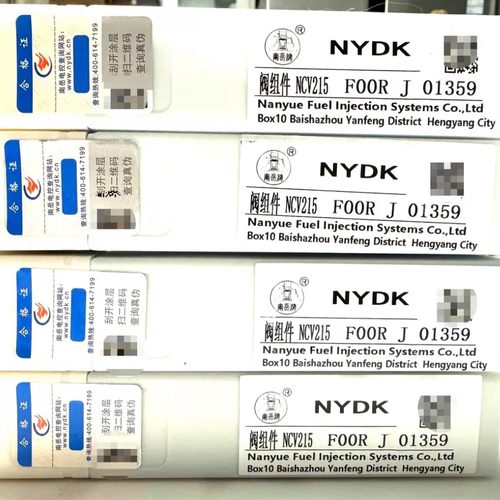 合格证
南岳电控查询网站:
www.nydk.cn
查询热线:400-614-7199
刮开涂层
扫二维码
查询真伪
南岳牌
®
NYDK
阀组件 NCV215 FOOR J 01359
Nanyue Fuel Injection Systems Co.,Ltd
Box10 Baishazhou Yanfeng District Hengyang City
合格证
南岳电控查询网站:
www.nydk.cn
查询热线:400-614-7199
刮开涂层
扫二维码
查询真伪
南岳牌
®
NYDK
阀组件 NCV215 FOOR J 01359
Nanyue Fuel Injection Systems Co.,Ltd
Box10 Baishazhou Yanfeng District Hengyang City
合格证
南岳电控查询网站:
www.nydk.cn
查询热线:400-614-7199
刮开涂层
扫二维码
查询真伪
南岳牌
®
NYDK
阀组件 NCV215 FOOR J 01359
Nanyue Fuel Injection Systems Co.,Ltd
Box10 Baishazhou Yanfeng District Hengyang City
合格证
南岳电控查询网站:
www.nydk.cn
查询热线:400-614-7199
刮开涂层
扫二维码
查询真伪
南岳牌
®
NYDK
阀组件 NCV215 FOOR J 01359
Nanyue Fuel Injection Systems Co.,Ltd
Box10 Baishazhou Yanfeng District Hengyang City